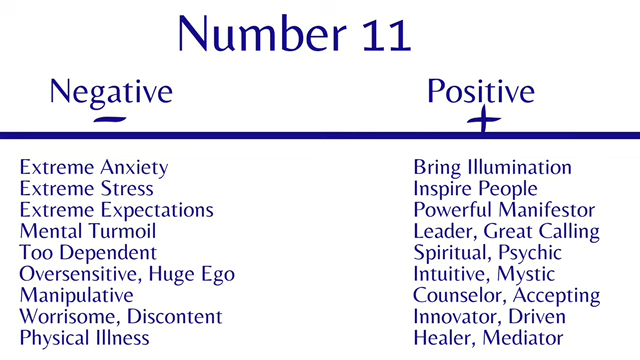 Number 11
Negative
–
Positive
+
Extreme Anxiety
Extreme Stress
Extreme Expectations
Mental Turmoil
Too Dependent
Oversensitive, Huge Ego
Manipulative
Worrisome, Discontent
Physical Illness
Bring Illumination
Inspire People
Powerful Manifestor
Leader, Great Calling
Spiritual, Psychic
Intuitive, Mystic
Counselor, Accepting
Innovator, Driven
Healer, Mediator